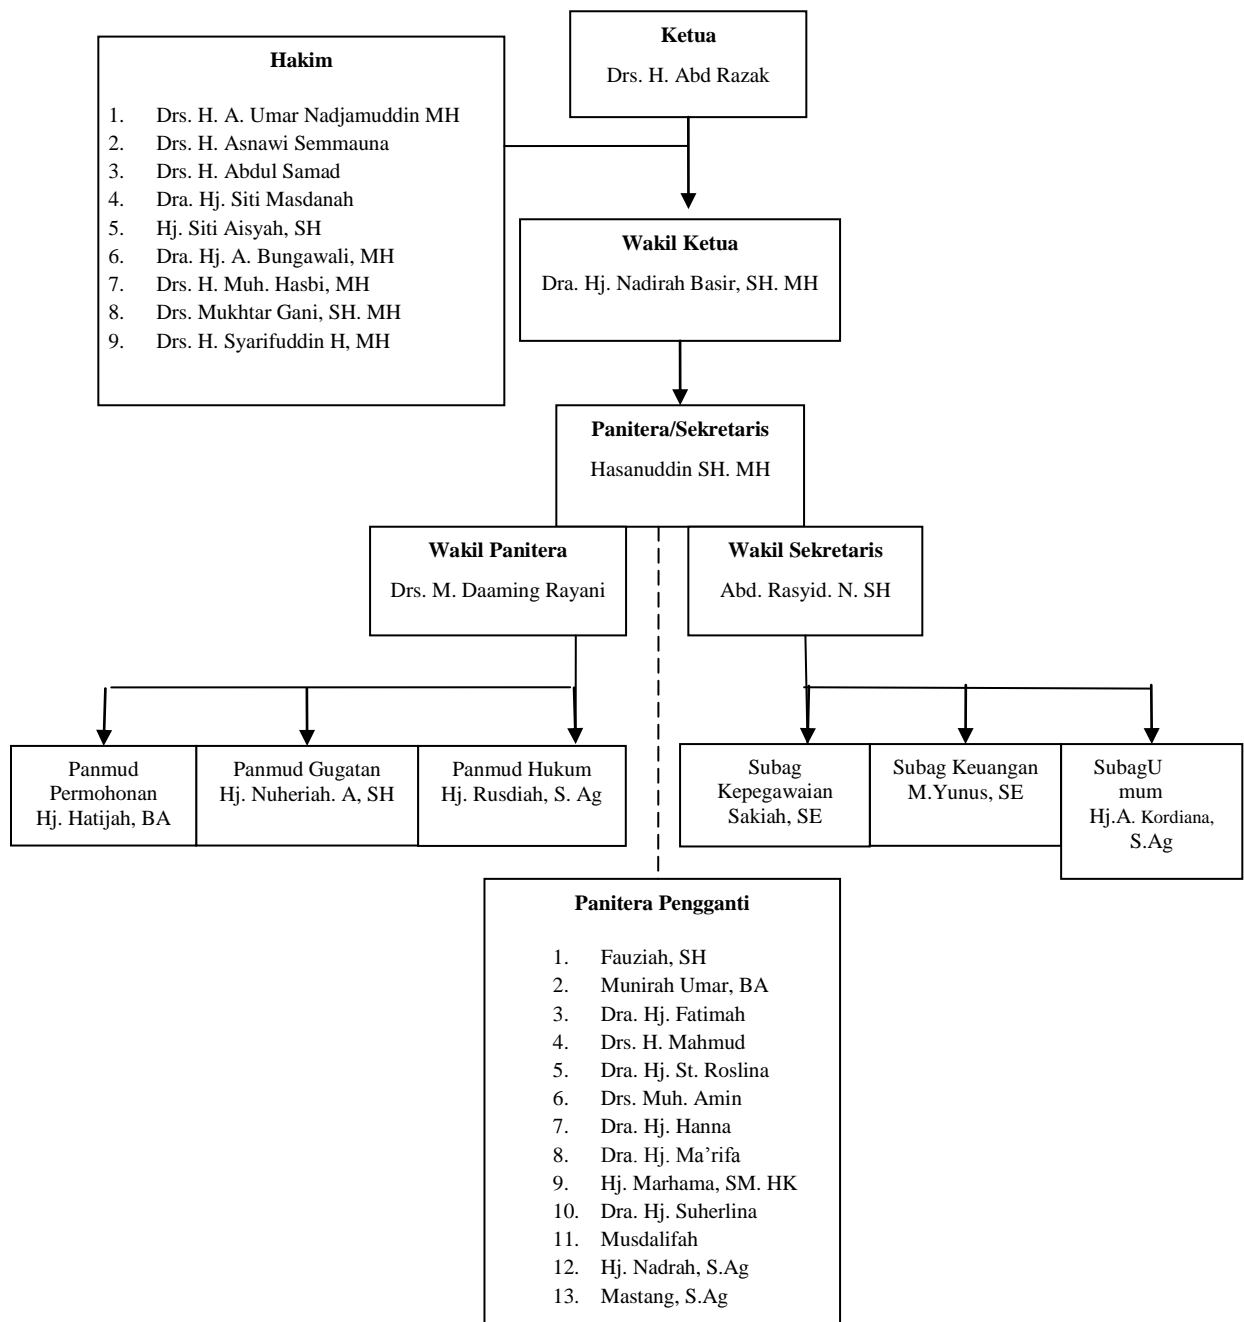 Ketua
Drs. H. Abd Razak
Hakim
1. Drs. H. A. Umar Nadjamuddin MH
2. Drs. H. Asnawi Semmauna
3. Drs. H. Abdul Samad
4. Dra. Hj. Siti Masdanah
5. Hj. Siti Aisyah, SH
6. Dra. Hj. A. Bungawali, MH
7. Drs. H. Muh. Hasbi, MH
8. Drs. Mukhtar Gani, SH. MH
9. Drs. H. Syarifuddin H, MH
Wakil Ketua
Dra. Hj. Nadirah Basir, SH. MH
Panitera/Sekretaris
Hasanuddin SH. MH
Wakil Panitera
Drs. M. Daaming Rayani
Wakil Sekretaris
Abd. Rasyid. N. SH
Panmud
Permohonan
Hj. Hatijah, BA
Panmud Gugatan
Hj. Nuheriah. A, SH
Panmud Hukum
Hj. Rusdiah, S. Ag
Subag
Kepegawaian
Sakiah, SE
Subag Keuangan
M.Yunus, SE
SubagU
mum
Hj.A. Kordiana,
S.Ag
Panitera Pengganti
1. Fauziah, SH
2. Munirah Umar, BA
3. Dra. Hj. Fatimah
4. Drs. H. Mahmud
5. Dra. Hj. St. Roslina
6. Drs. Muh. Amin
7. Dra. Hj. Hanna
8. Dra. Hj. Ma’rifa
9. Hj. Marhama, SM. HK
10. Dra. Hj. Suherlina
11. Musdalifah
12. Hj. Nadrah, S.Ag
13. Mastang, S.Ag